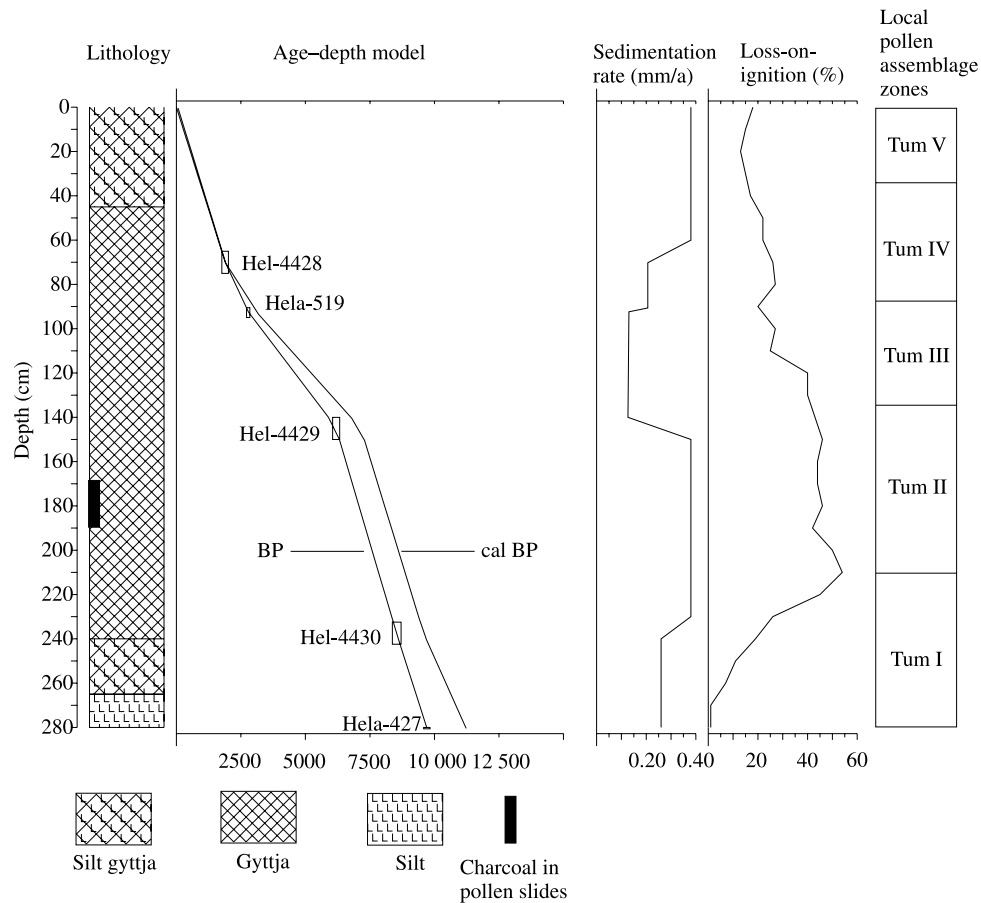 Lithology
Age–depth model
Sedimentation
rate (mm/a)
Loss-on-
ignition (%)
Local
pollen
assemblage
zones
Depth (cm)
0
20
40
60
80
100
120
140
160
180
200
220
240
260
280
Hel-4428
Hela-519
Hel-4429
BP
cal BP
Hel-4430
Hela-427
Tum V
Tum IV
Tum III
Tum II
Tum I
2500 5000 7500 10 000 12 500
0.20 0.40
0 20 40 60
Silt gyttja
Gyttja
Silt
Charcoal in
pollen slides